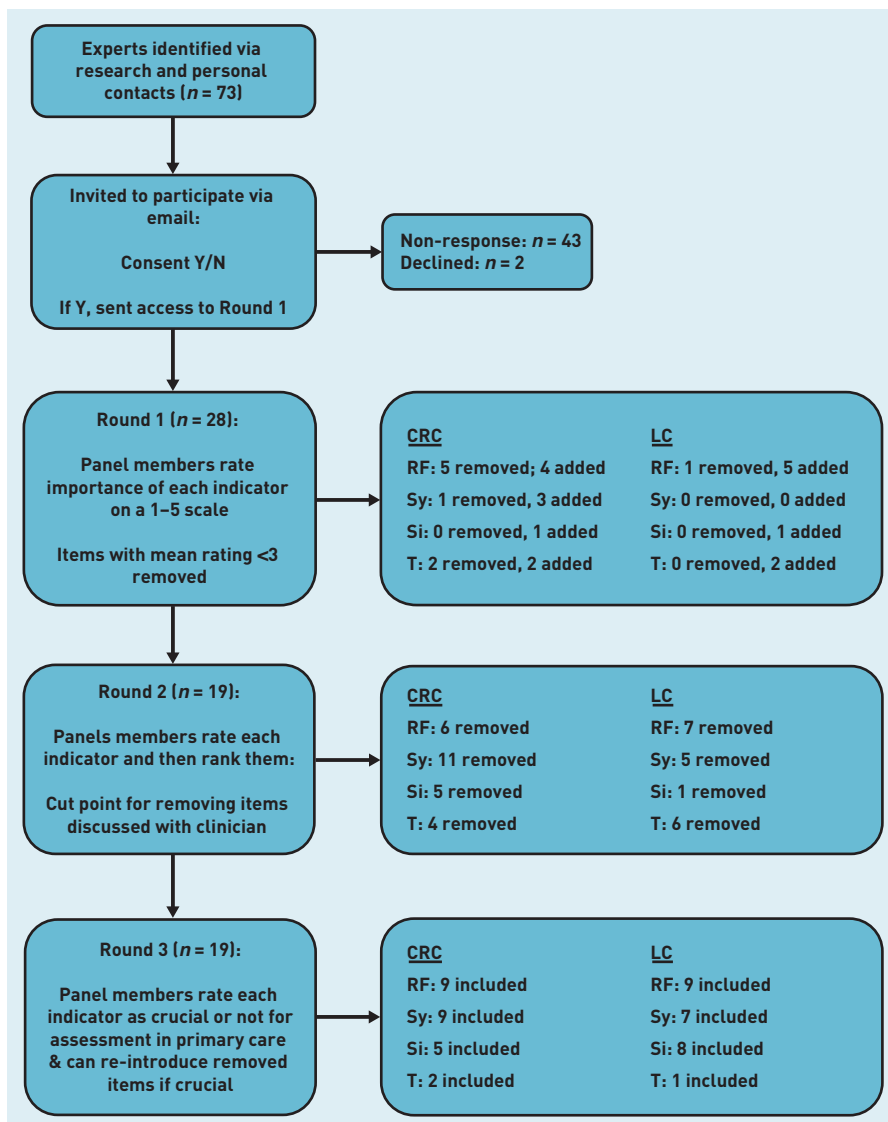 Experts identified via
research and personal
contacts (n = 73)
Invited to participate via
email:
Consent Y/N
If Y, sent access to Round 1
Non-response: n = 43
Declined: n = 2
Round 1 (n = 28):
Panel members rate
importance of each indicator
on a 1–5 scale
Items with mean rating <3
removed
CRC
RF: 5 removed; 4 added
Sy: 1 removed, 3 added
Si: 0 removed, 1 added
T: 2 removed, 2 added
LC
RF: 1 removed, 5 added
Sy: 0 removed, 0 added
Si: 0 removed, 1 added
T: 0 removed, 2 added
Round 2 (n = 19):
Panels members rate each
indicator and then rank them:
Cut point for removing items
discussed with clinician
CRC
RF: 6 removed
Sy: 11 removed
Si: 5 removed
T: 4 removed
LC
RF: 7 removed
Sy: 5 removed
Si: 1 removed
T: 6 removed
Round 3 (n = 19):
Panel members rate each
indicator as crucial or not for
assessment in primary care
& can re-introduce removed
items if crucial
CRC
RF: 9 included
Sy: 9 included
Si: 5 included
T: 2 included
LC
RF: 9 included
Sy: 7 included
Si: 8 included
T: 1 included